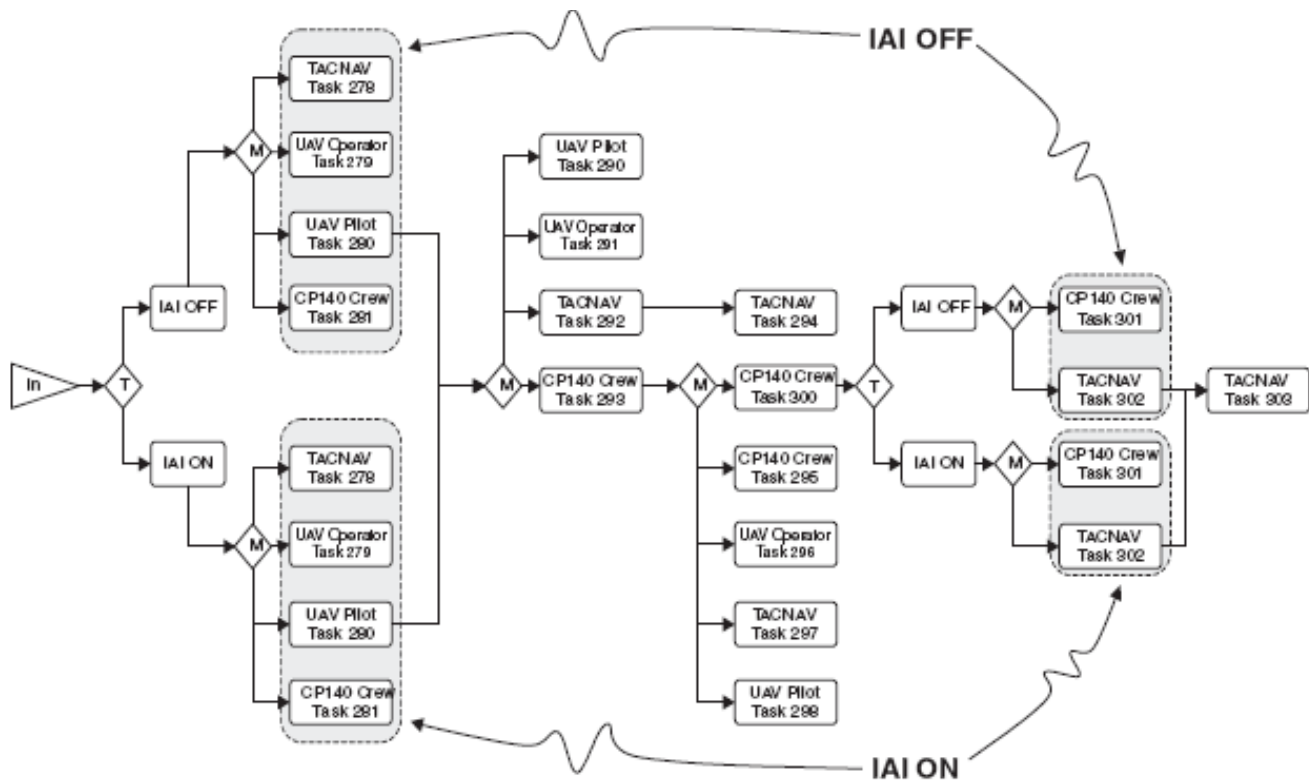 IAI OFF
TACNAV
Task 278
UAV Operator
Task 279
UAV Pilot
Task 280
CP140 Crew
Task 281
M
IAI OFF
In
T
IAI ON
M
TACNAV
Task 278
UAV Operator
Task 279
UAV Pilot
Task 280
CP140 Crew
Task 281
M
UAV Pilot
Task 290
UAV Operator
Task 291
TACNAV
Task 292
CP140 Crew
Task 293
TACNAV
Task 294
M
CP140 Crew
Task 300
CP140 Crew
Task 295
UAV Operator
Task 296
TACNAV
Task 297
UAV Pilot
Task 298
T
IAI OFF
M
CP140 Crew
Task 301
TACNAV
Task 302
IAI ON
M
CP140 Crew
Task 301
TACNAV
Task 302
TACNAV
Task 303
IAI ON